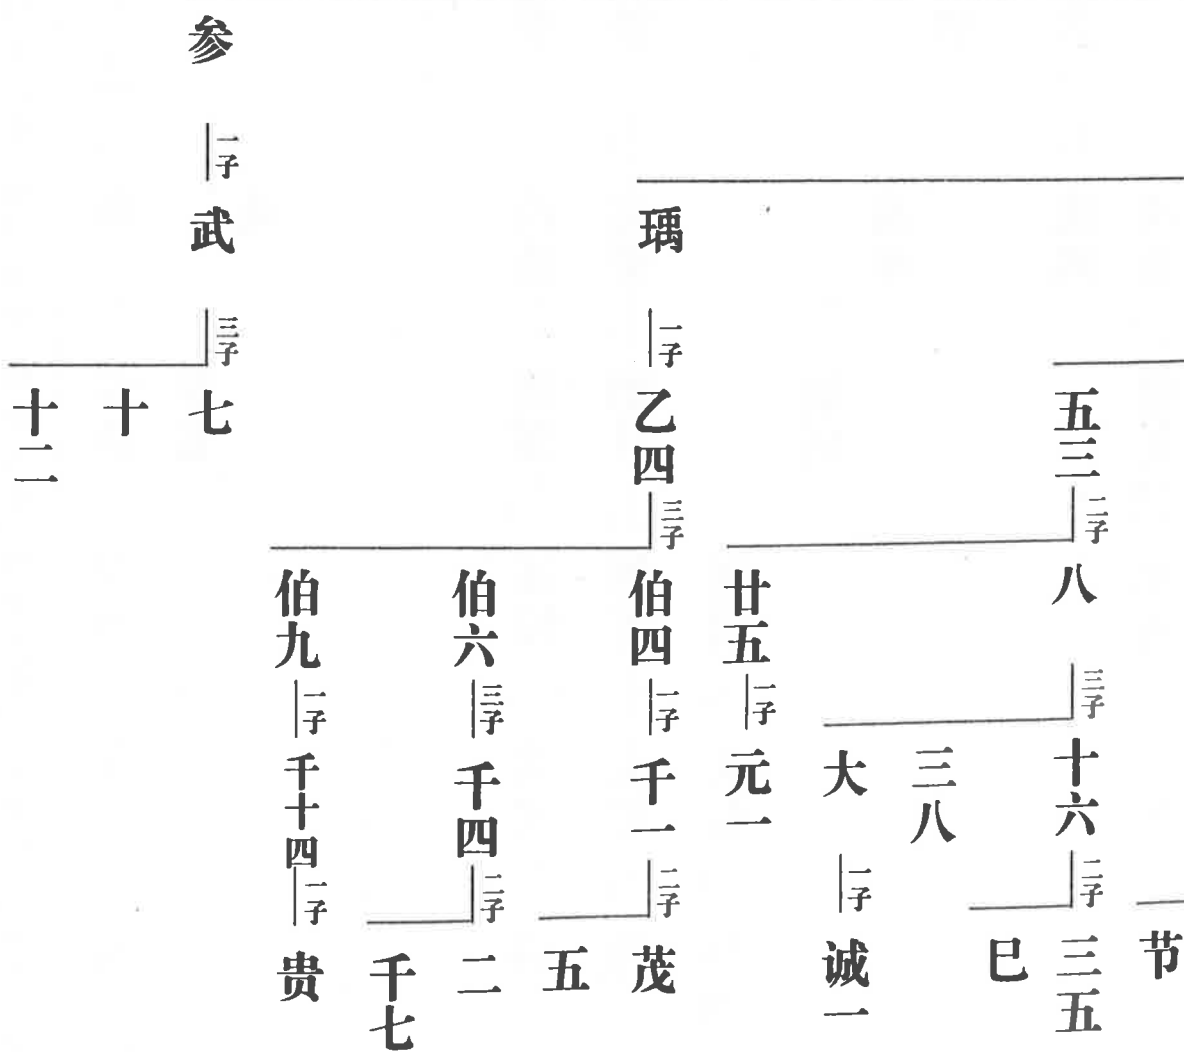 参
一子
武
瑀
三子
一子
七
十
十二
乙四
五三
三子
二子
伯四
伯六
伯九
八
廿五
三子
一子
一子
三子
一子
十六
三八
大
元一
千一
千四
千十四
二子
一子
二子
二子
一子
节
三五
巳
诚一
茂
五
二
千七
贵